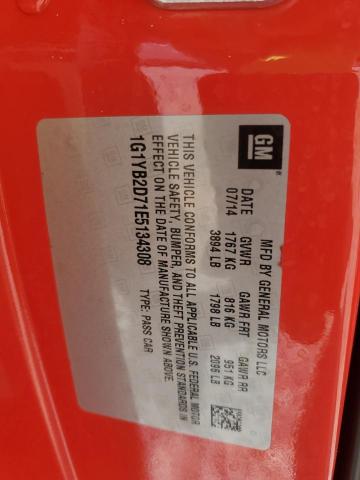 GM
MFD BY GENERAL MOTORS LLC
DATE GVWR GAWR FRT GAWR RR
07/14 1767 KG 816 KG 951 KG
3894 LB 1798 LB 2096 LB
THIS VEHICLE CONFORMS TO ALL APPLICABLE U.S. FEDERAL MOTOR
VEHICLE SAFETY, BUMPER, AND THEFT PREVENTION STANDARDS IN
EFFECT ON THE DATE OF MANUFACTURE SHOWN ABOVE.
1G1YB2D71E5134308 TYPE: PASS CAR